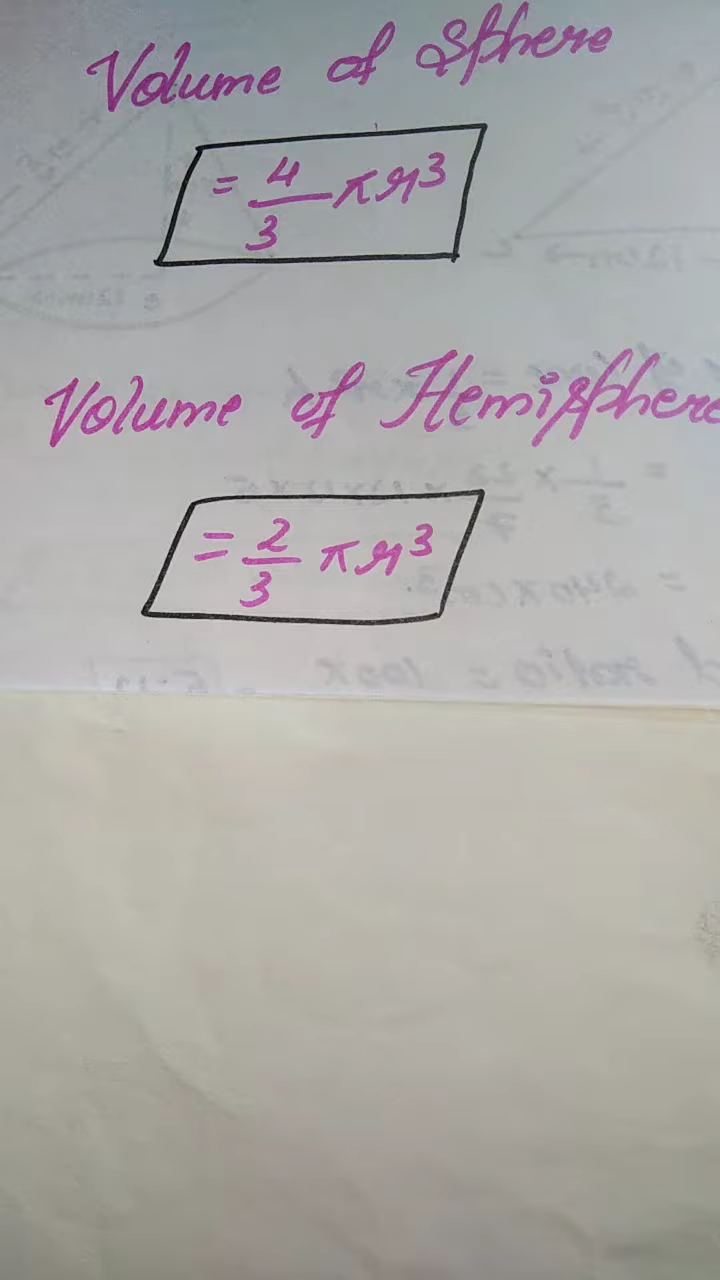 Volume of Sphere
= 4/3 πr³
Volume of Hemisphere
= 2/3 πr³